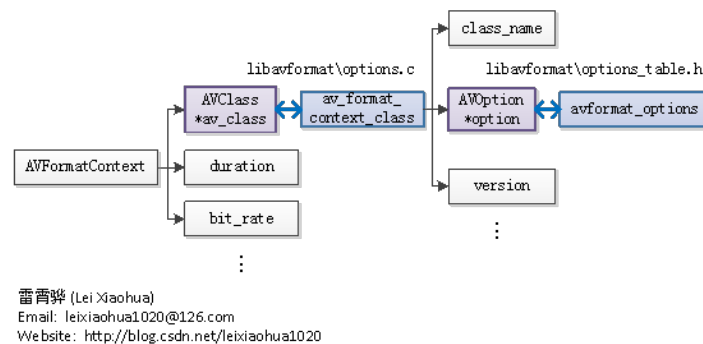 class_name
libavformat\options.c
libavformat\options_table.h
AVClass
*av_class
av_format_
context_class
AVOption
*option
avformat_options
AVFormatContext
duration
version
bit_rate
⋮
⋮
雷霄骅 (Lei Xiaohua)
Email: leixiaohua1020@126.com
Website: http://blog.csdn.net/leixiaohua1020